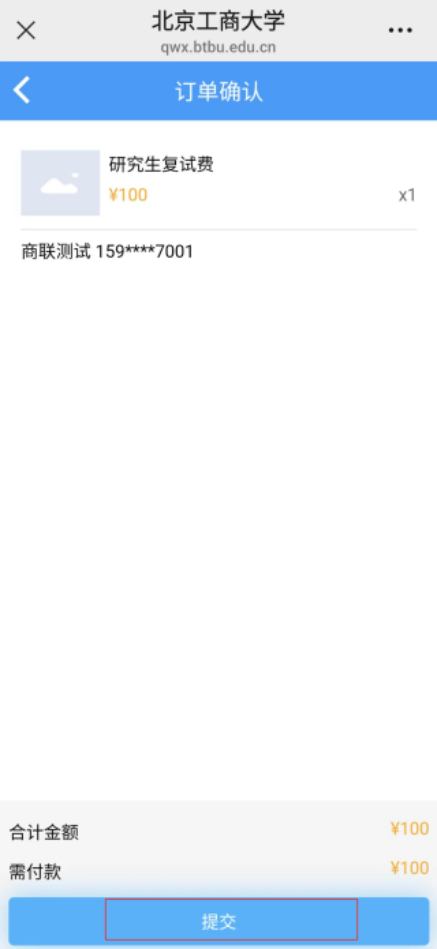 北京工商大学
qwx.btbu.edu.cn
订单确认
研究生复试费
¥100 x1
商联测试 159****7001
合计金额 ¥100
需付款 ¥100
提交